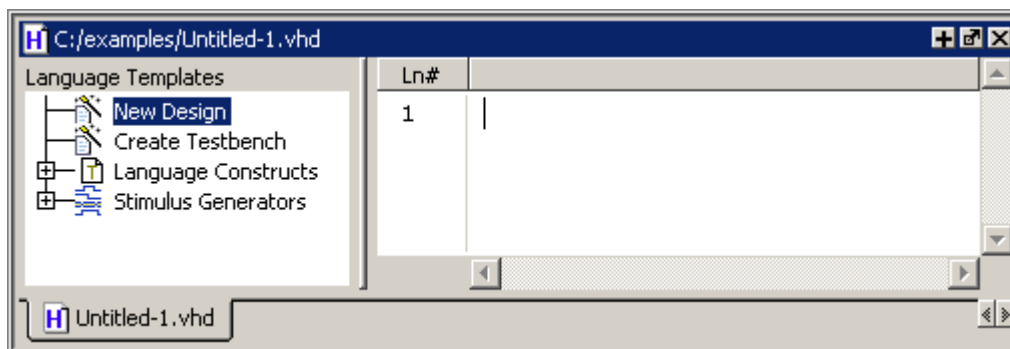 H C:/examples/Untitled-1.vhd
Language Templates
New Design
Create Testbench
T Language Constructs
Stimulus Generators
Ln#
1
H Untitled-1.vhd